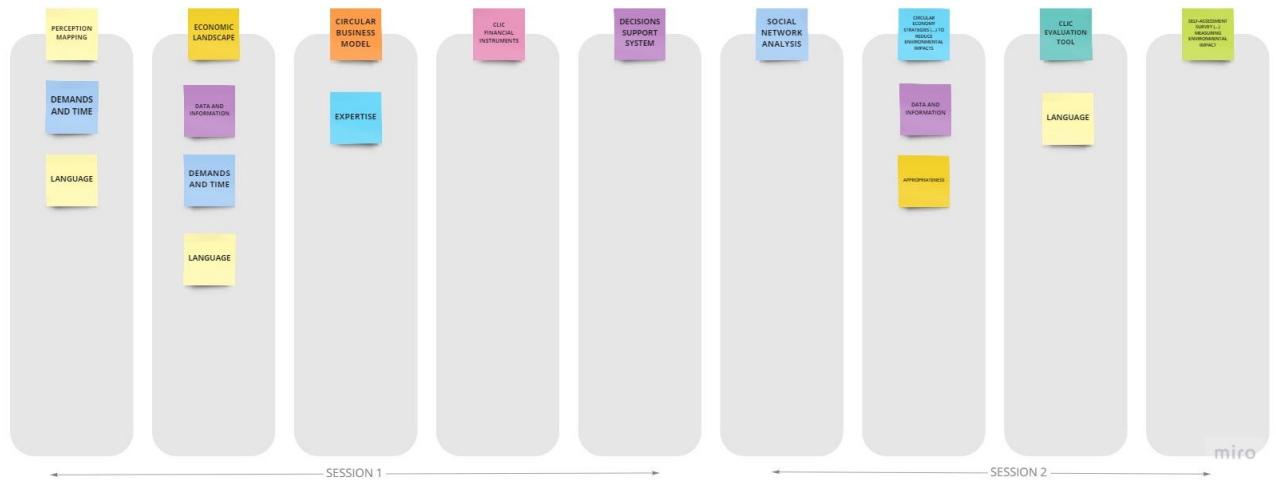 PERCEPTION
MAPPING
ECONOMIC
LANDSCAPE
CIRCULAR
BUSINESS
MODEL
CLIC
FINANCIAL
INSTRUMENTS
DECISIONS
SUPPORT
SYSTEM
SOCIAL
NETWORK
ANALYSIS
CIRCULAR
ECONOMY
STRATEGIES (...) TO
REDUCE
ENVIRONMENTAL
IMPACTS
CLIC
EVALUATION
TOOL
SELF-ASSESSMENT
SURVEY (...)
MEASURING
ENVIRONMENTAL
IMPACT
DEMANDS
AND TIME
LANGUAGE
DATA AND
INFORMATION
DEMANDS
AND TIME
LANGUAGE
EXPERTISE
DATA AND
INFORMATION
APPROPRIATENESS
LANGUAGE
SESSION 1
SESSION 2
miro